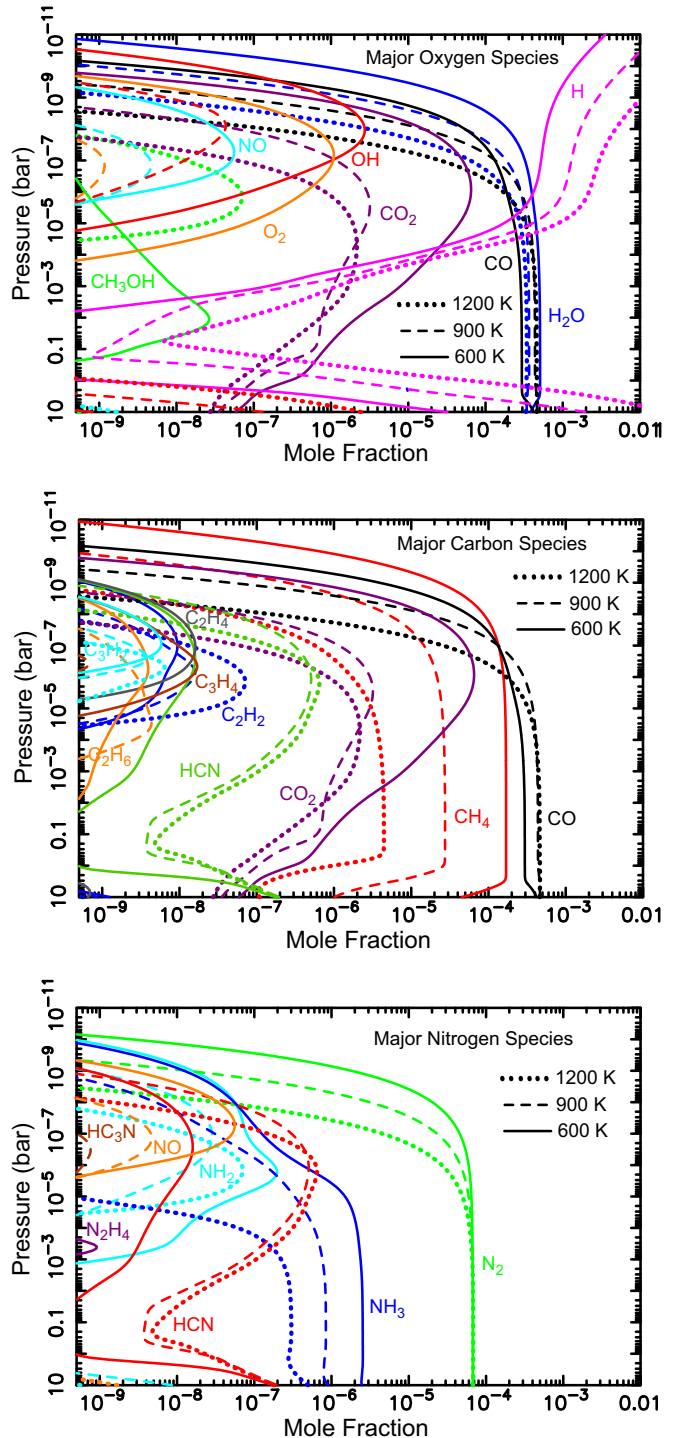 Major Oxygen Species
10⁻¹¹
10⁻⁹
10⁻⁷
10⁻⁵
10⁻³
0.1
10
Pressure (bar)
H
NO
OH
CO₂
O₂
CH₃OH
CO
H₂O
1200 K
900 K
600 K
10⁻⁹ 10⁻⁸ 10⁻⁷ 10⁻⁶ 10⁻⁵ 10⁻⁴ 10⁻³ 0.01
Mole Fraction
Major Carbon Species
10⁻¹¹
10⁻⁹
10⁻⁷
10⁻⁵
10⁻³
0.1
10
Pressure (bar)
1200 K
900 K
600 K
C₂H₄
C₃H₄
C₂H₂
C₂H₆
HCN
CO₂
CH₄
CO
10⁻⁹ 10⁻⁸ 10⁻⁷ 10⁻⁶ 10⁻⁵ 10⁻⁴ 10⁻³ 0.01
Mole Fraction
Major Nitrogen Species
10⁻¹¹
10⁻⁹
10⁻⁷
10⁻⁵
10⁻³
0.1
10
Pressure (bar)
1200 K
900 K
600 K
HC₃N
NO
NH₂
N₂H₄
N₂
NH₃
HCN
10⁻⁹ 10⁻⁸ 10⁻⁷ 10⁻⁶ 10⁻⁵ 10⁻⁴ 10⁻³ 0.01
Mole Fraction